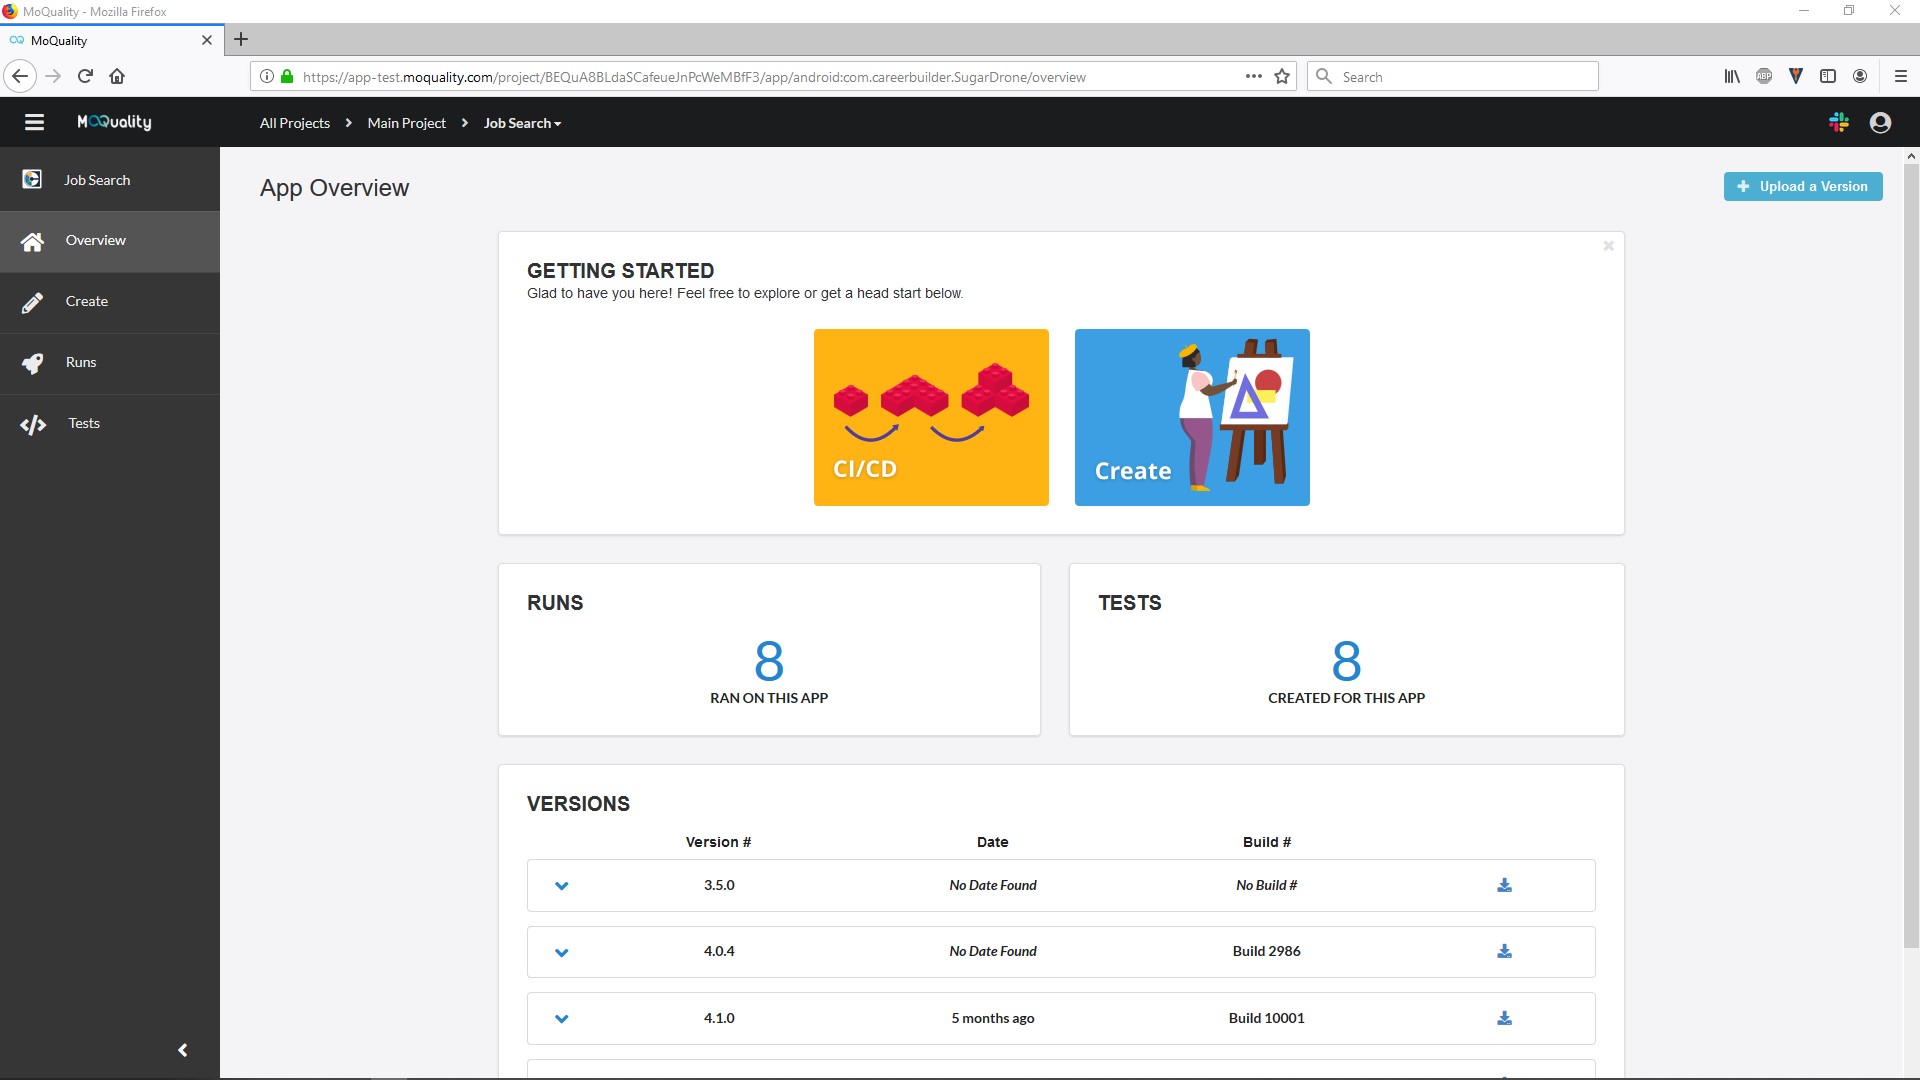 MoQuality - Mozilla Firefox
MoQuality
https://app-test.moquality.com/project/BEQuA8BLdaSCafeueJnPcWeMBfF3/app/android:com.careerbuilder.SugarDrone/overview
Search
ABP
MOQuality
All Projects > Main Project > Job Search
Job Search
Overview
Create
Runs
Tests
App Overview
+ Upload a Version
GETTING STARTED
Glad to have you here! Feel free to explore or get a head start below.
CI/CD
Create
RUNS
8
RAN ON THIS APP
TESTS
8
CREATED FOR THIS APP
VERSIONS
Version # Date Build #
3.5.0 No Date Found No Build #
4.0.4 No Date Found Build 2986
4.1.0 5 months ago Build 10001